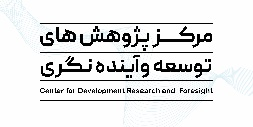 مرکز پژوهش های
توسعه و آینده نگری
Center for Development Research and Foresight